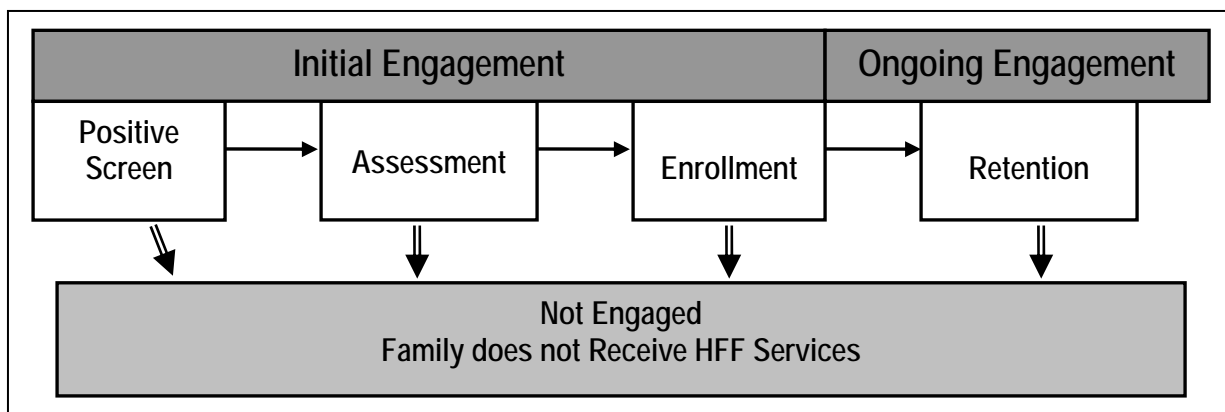 Initial Engagement
Ongoing Engagement
Positive
Screen
Assessment
Enrollment
Retention
Not Engaged
Family does not Receive HFF Services